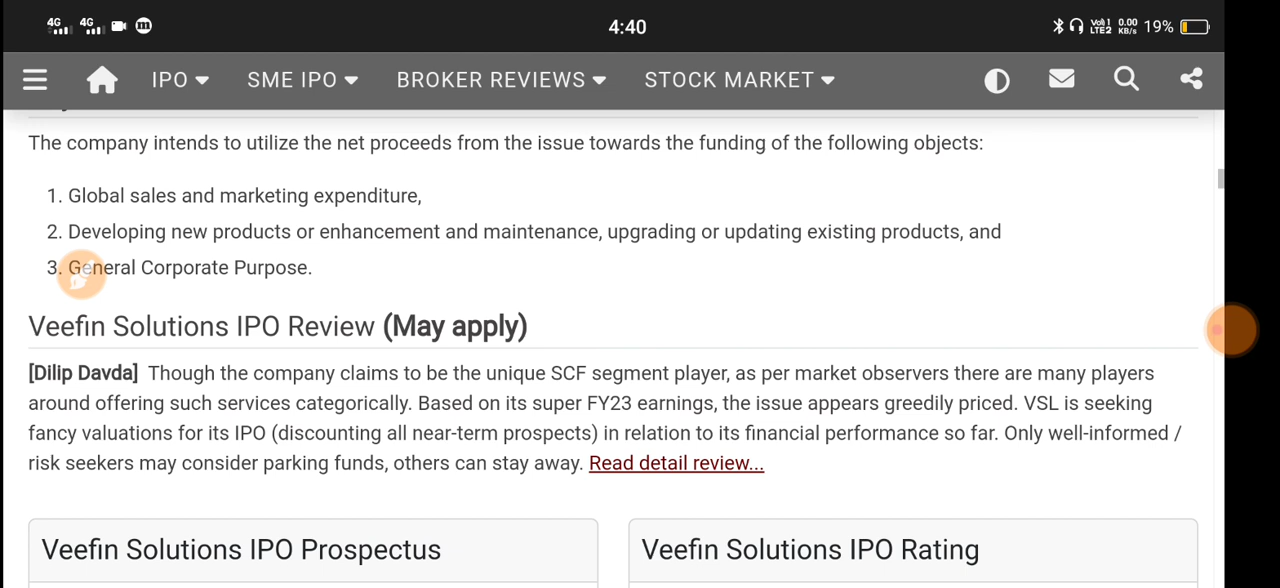 4G 4G 4:40 Vol) 1 LTE2 0.00 KB/s 19%
IPO SME IPO BROKER REVIEWS STOCK MARKET
The company intends to utilize the net proceeds from the issue towards the funding of the following objects:
1. Global sales and marketing expenditure,
2. Developing new products or enhancement and maintenance, upgrading or updating existing products, and
3. General Corporate Purpose.
Veefin Solutions IPO Review (May apply)
[Dilip Davda] Though the company claims to be the unique SCF segment player, as per market observers there are many players
around offering such services categorically. Based on its super FY23 earnings, the issue appears greedily priced. VSL is seeking
fancy valuations for its IPO (discounting all near-term prospects) in relation to its financial performance so far. Only well-informed /
risk seekers may consider parking funds, others can stay away. Read detail review...
Veefin Solutions IPO Prospectus
Veefin Solutions IPO Rating